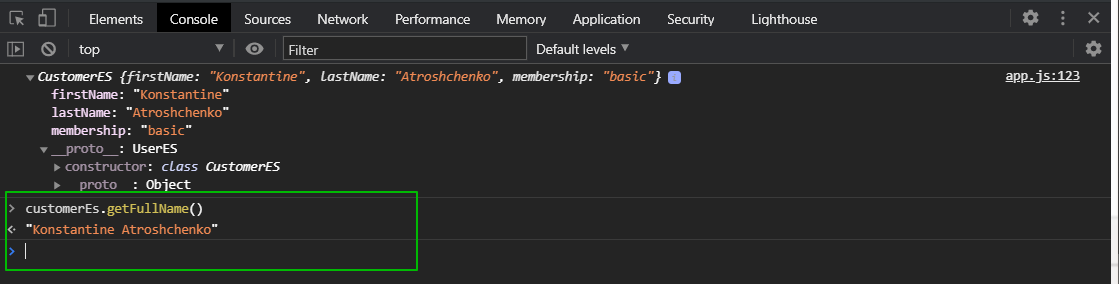 Elements Console Sources Network Performance Memory Application Security Lighthouse
top Filter Default levels
CustomerES {firstName: "Konstantine", lastName: "Atroshchenko", membership: "basic"} i app.js:123
firstName: "Konstantine"
lastName: "Atroshchenko"
membership: "basic"
__proto__: UserES
constructor: class CustomerES
proto : Object
customerEs.getFullName()
"Konstantine Atroshchenko"